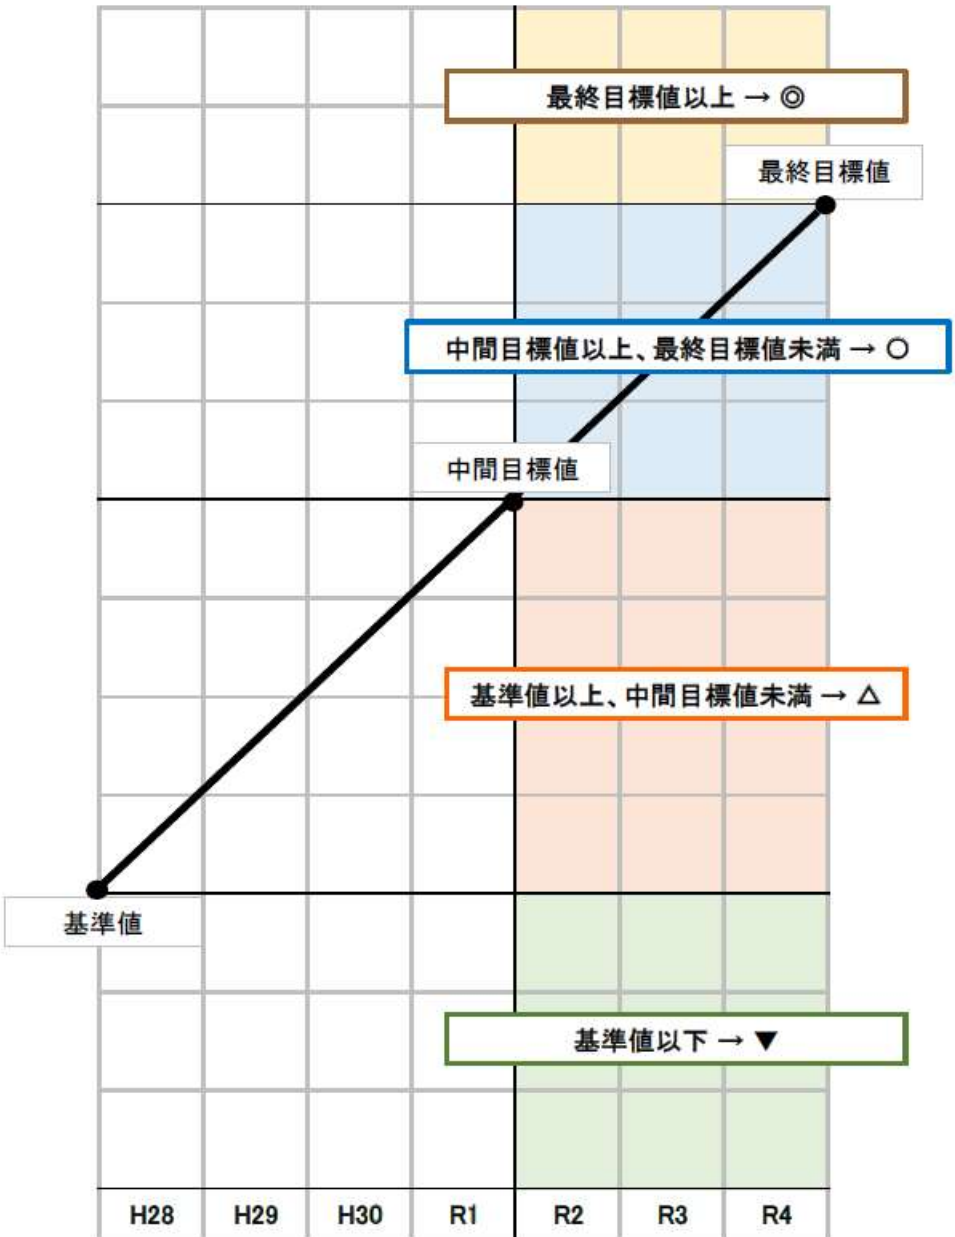 最終目標値以上 → ◎
最終目標値
中間目標値以上、最終目標値未満 → ○
中間目標値
基準値以上、中間目標値未満 → △
基準値
基準値以下 → ▼
H28 H29 H30 R1 R2 R3 R4